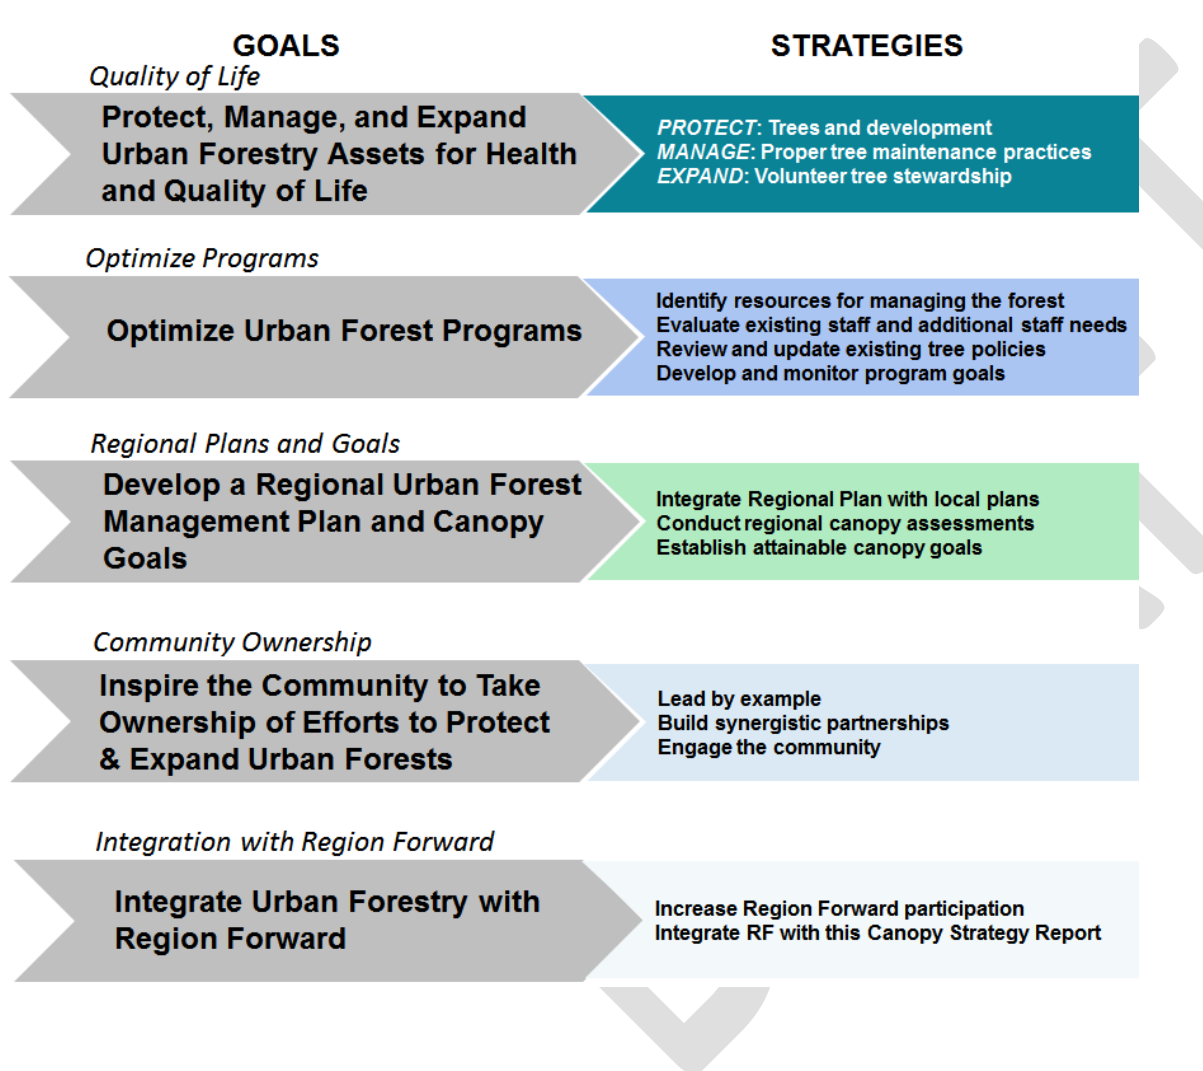 GOALS
STRATEGIES
Quality of Life
Protect, Manage, and Expand
Urban Forestry Assets for Health
and Quality of Life
PROTECT: Trees and development
MANAGE: Proper tree maintenance practices
EXPAND: Volunteer tree stewardship
Optimize Programs
Optimize Urban Forest Programs
Identify resources for managing the forest
Evaluate existing staff and additional staff needs
Review and update existing tree policies
Develop and monitor program goals
Regional Plans and Goals
Develop a Regional Urban Forest
Management Plan and Canopy
Goals
Integrate Regional Plan with local plans
Conduct regional canopy assessments
Establish attainable canopy goals
Community Ownership
Inspire the Community to Take
Ownership of Efforts to Protect
& Expand Urban Forests
Lead by example
Build synergistic partnerships
Engage the community
Integration with Region Forward
Integrate Urban Forestry with
Region Forward
Increase Region Forward participation
Integrate RF with this Canopy Strategy Report